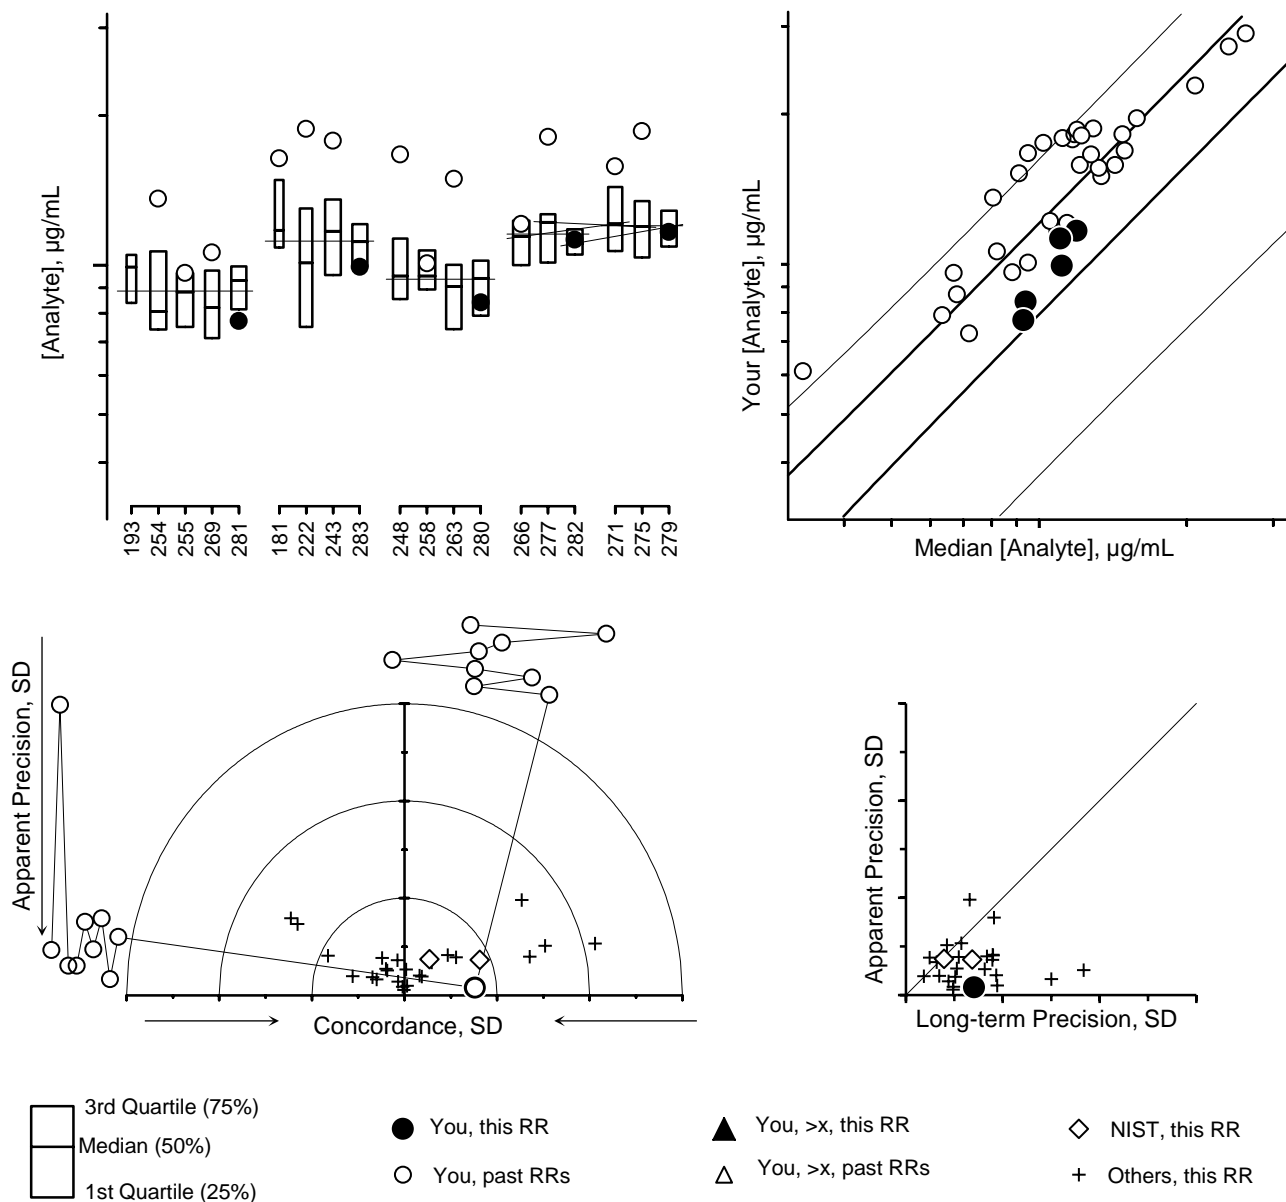 [Analyte], µg/mL
193
254
255
269
281
181
222
243
283
248
258
263
280
266
277
282
271
275
279
Your [Analyte], µg/mL
Median [Analyte], µg/mL
Apparent Precision, SD
Concordance, SD
Apparent Precision, SD
Long-term Precision, SD
3rd Quartile (75%)
Median (50%)
1st Quartile (25%)
You, this RR
You, past RRs
You, >x, this RR
You, >x, past RRs
NIST, this RR
Others, this RR